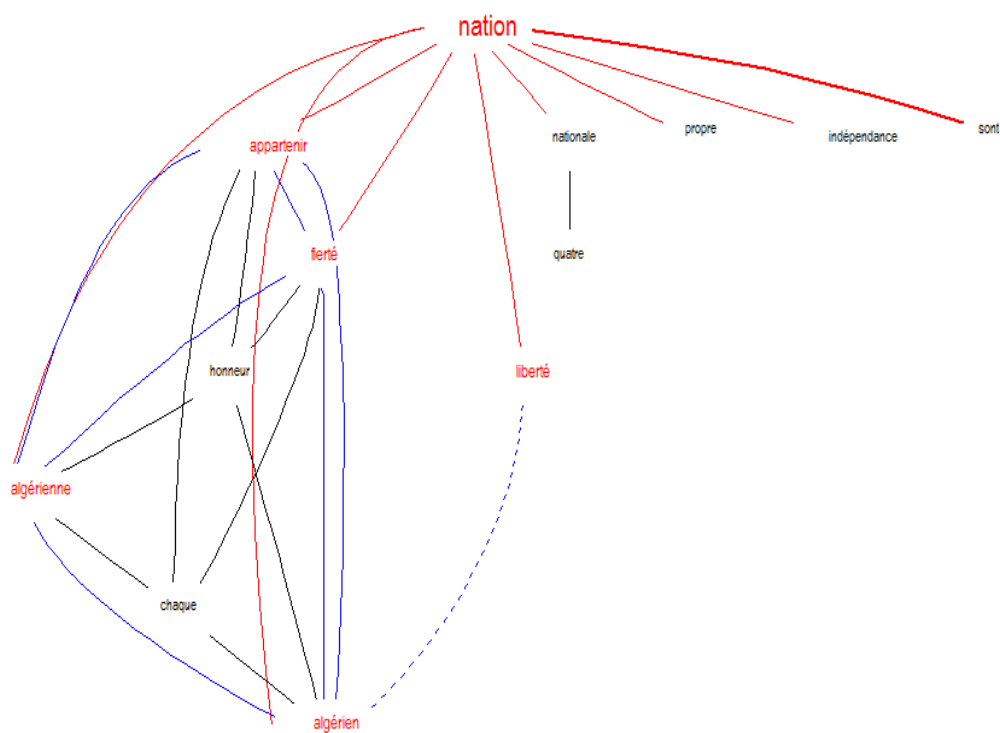 nation
sont
propre
nationale
indépendance
appartenir
fierté
quatre
honneur
liberté
algérienne
chaque
algérien